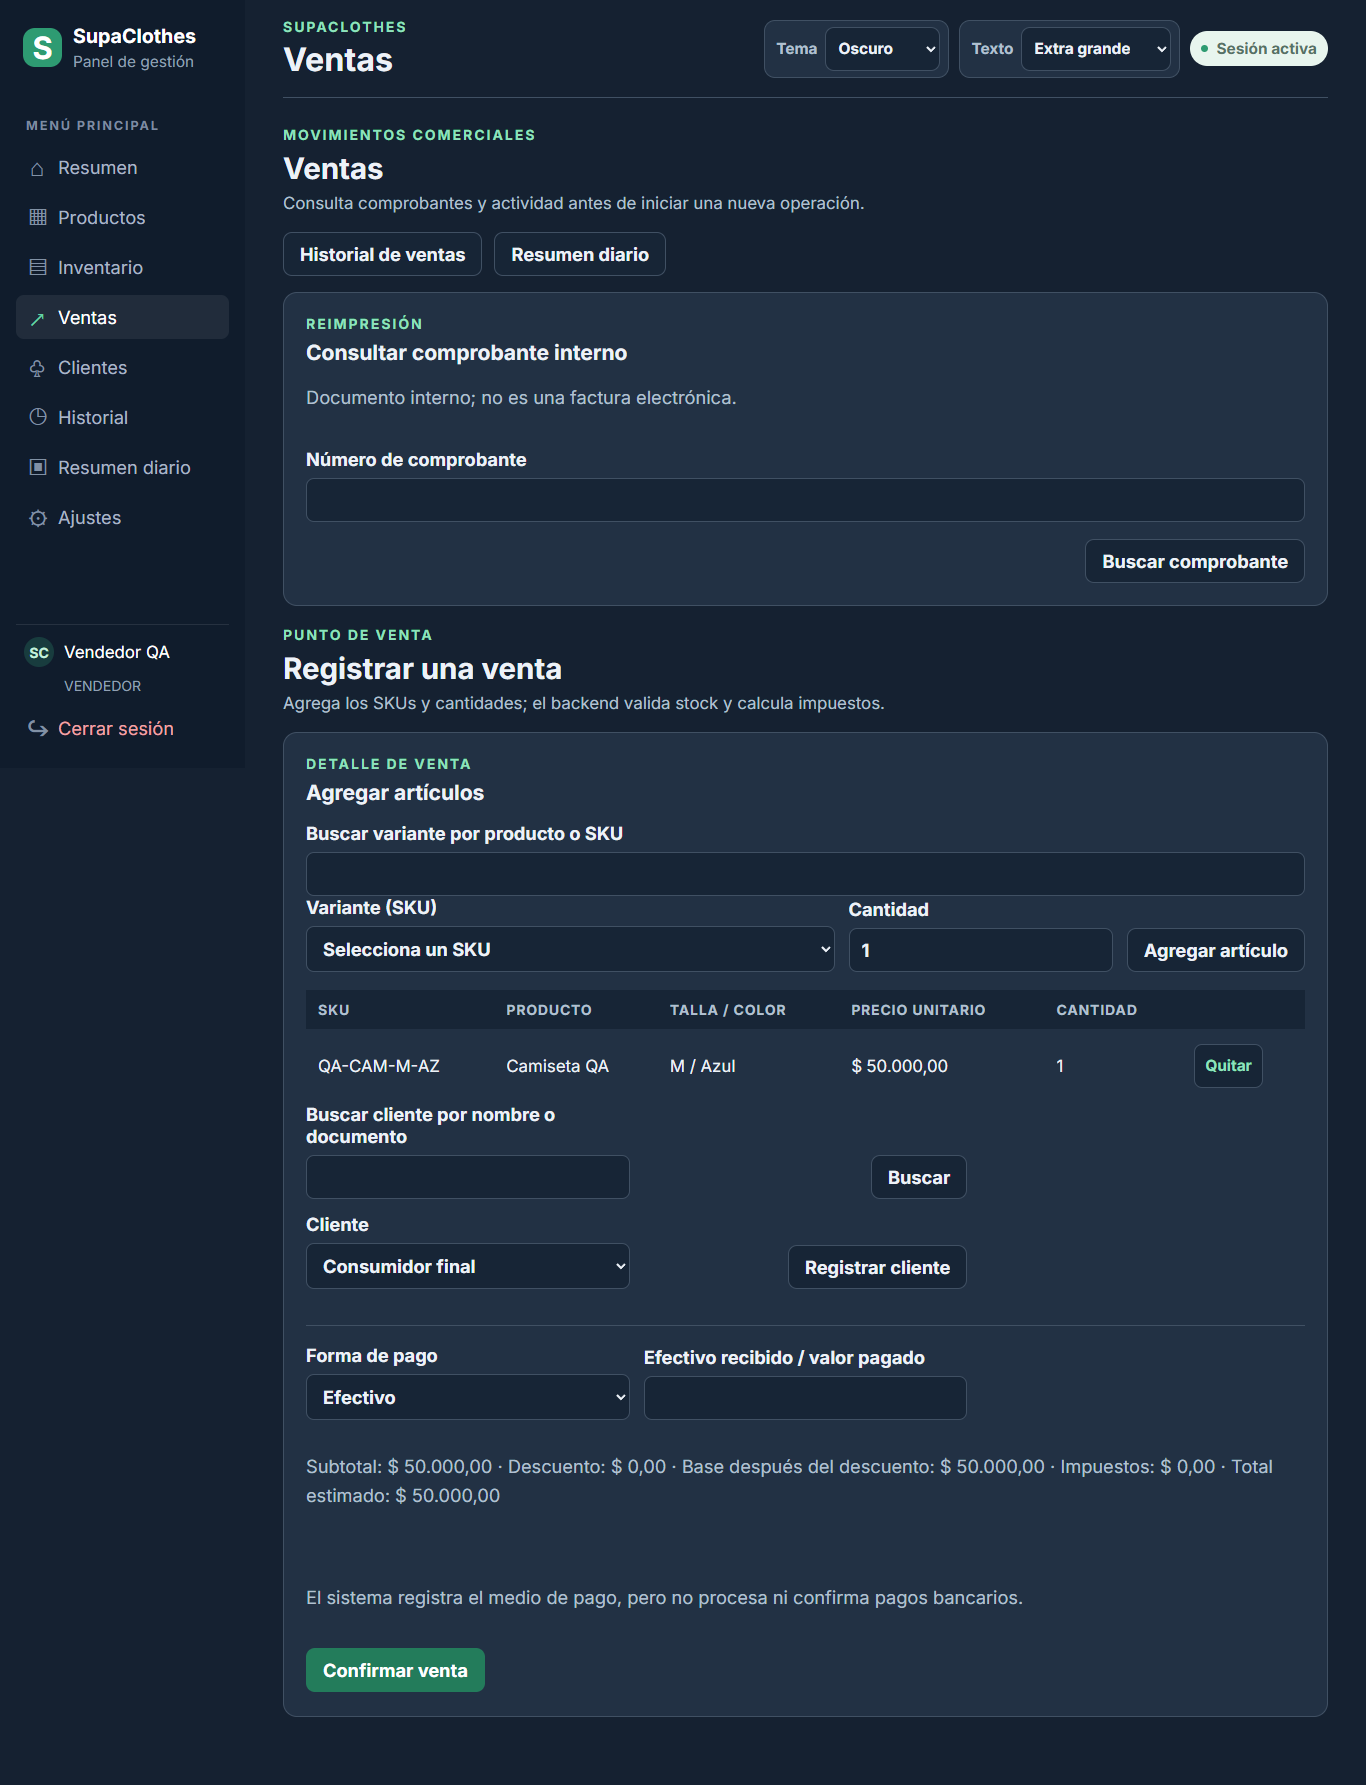 S
SupaClothes
Panel de gestión
MENÚ PRINCIPAL
Resumen
Productos
Inventario
Ventas
Clientes
Historial
Resumen diario
Ajustes
SC
Vendedor QA
VENDEDOR
Cerrar sesión
SUPACLOTHES
Ventas
Tema
Oscuro
Texto
Extra grande
Sesión activa
MOVIMIENTOS COMERCIALES
Ventas
Consulta comprobantes y actividad antes de iniciar una nueva operación.
Historial de ventas
Resumen diario
REIMPRESIÓN
Consultar comprobante interno
Documento interno; no es una factura electrónica.
Número de comprobante
Buscar comprobante
PUNTO DE VENTA
Registrar una venta
Agrega los SKUs y cantidades; el backend valida stock y calcula impuestos.
DETALLE DE VENTA
Agregar artículos
Buscar variante por producto o SKU
Variante (SKU)
Cantidad
Selecciona un SKU
1
Agregar artículo
SKU PRODUCTO TALLA / COLOR PRECIO UNITARIO CANTIDAD
QA-CAM-M-AZ Camiseta QA M / Azul $ 50.000,00 1 Quitar
Buscar cliente por nombre o
documento
Buscar
Cliente
Consumidor final
Registrar cliente
Forma de pago
Efectivo recibido / valor pagado
Efectivo
Subtotal: $ 50.000,00 · Descuento: $ 0,00 · Base después del descuento: $ 50.000,00 · Impuestos: $ 0,00 · Total
estimado: $ 50.000,00
El sistema registra el medio de pago, pero no procesa ni confirma pagos bancarios.
Confirmar venta